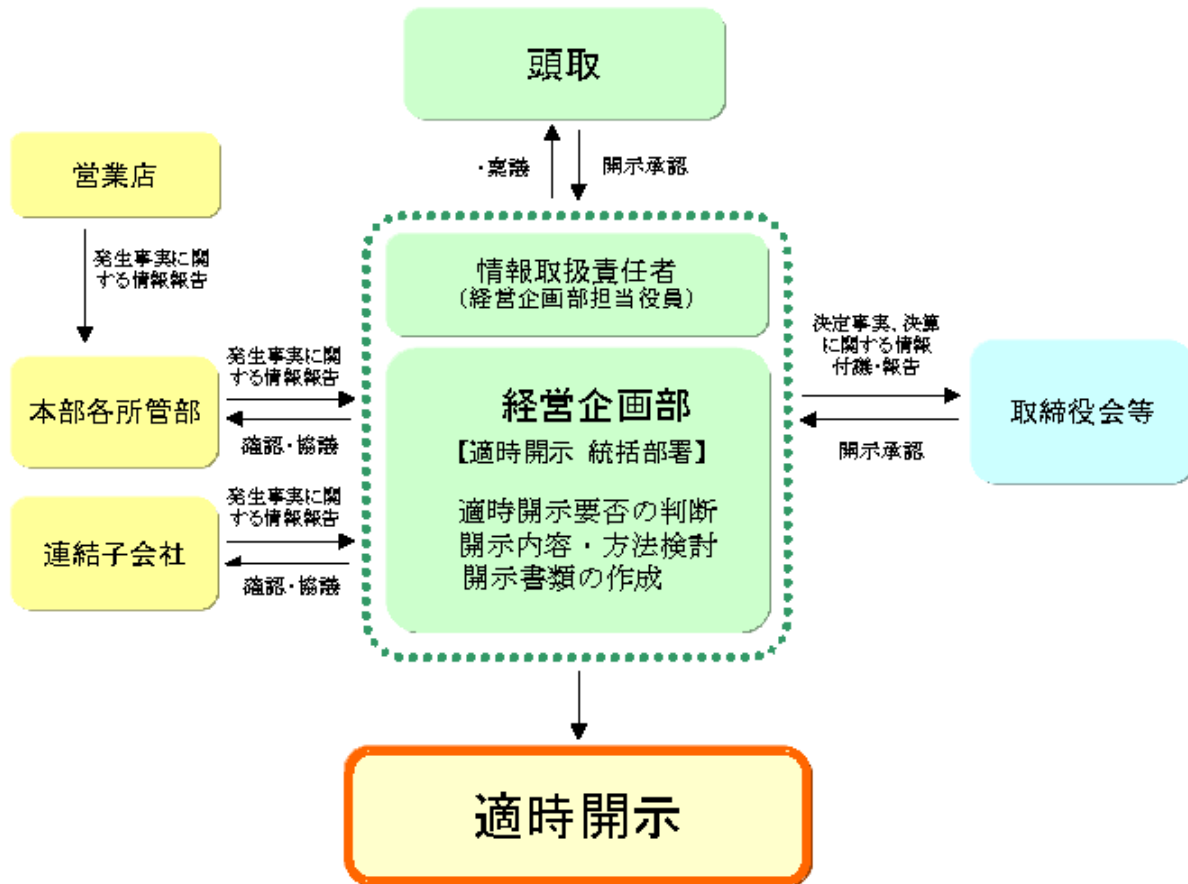 頭取
・稟議
開示承認
営業店
発生事実に関
する情報報告
情報取扱責任者
（経営企画部担当役員）
本部各所管部
発生事実に関
する情報報告
確認・協議
連結子会社
発生事実に関
する情報報告
確認・協議
経営企画部
【適時開示 統括部署】
適時開示要否の判断
開示内容・方法検討
開示書類の作成
決定事実、決算
に関する情報
付議・報告
開示承認
取締役会等
適時開示